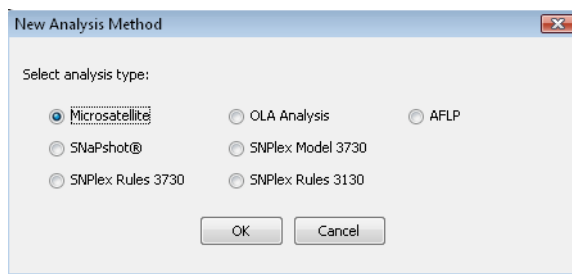 New Analysis Method
Select analysis type:
Microsatellite OLA Analysis AFLP
SNaPshot® SNPlex Model 3730
SNPlex Rules 3730 SNPlex Rules 3130
OK Cancel